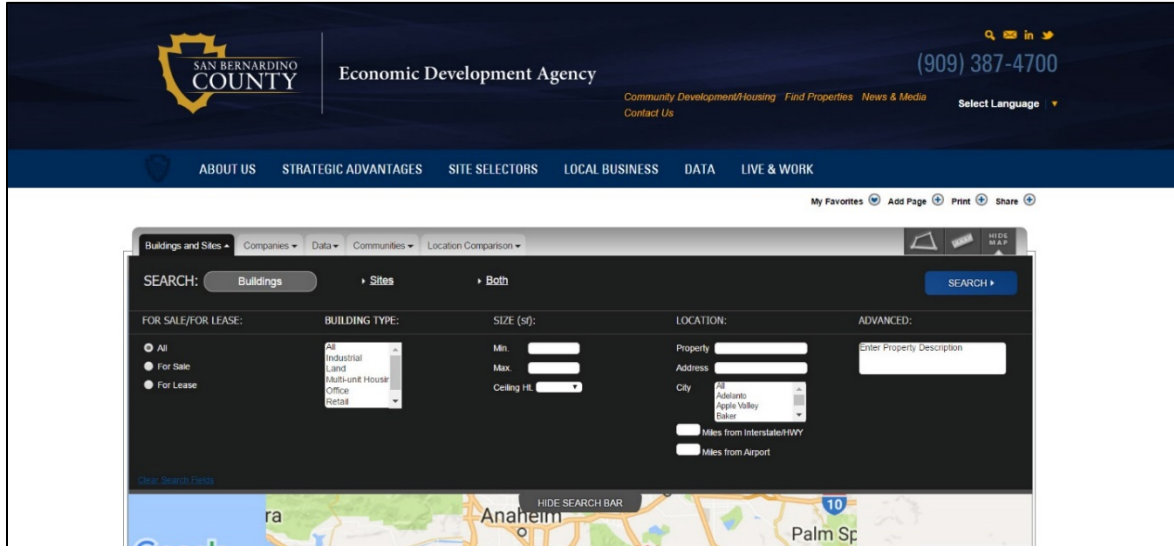 SAN BERNARDINO
COUNTY
Economic Development Agency
(909) 387-4700
Community Development/Housing Find Properties News & Media
Contact Us
Select Language
ABOUT US STRATEGIC ADVANTAGES SITE SELECTORS LOCAL BUSINESS DATA LIVE & WORK
My Favorites Add Page Print Share
Buildings and Sites Companies Data Communities Location Comparison
HIDE
MAP
SEARCH: Buildings Sites Both SEARCH
FOR SALE/FOR LEASE: BUILDING TYPE: SIZE (sf): LOCATION: ADVANCED:
All
For Sale
For Lease
All
Industrial
Land
Multi-unit Housir
Office
Retail
Min.
Max.
Ceiling Ht.
Property
Address
City
All
Adelanto
Apple Valley
Baker
Miles from Interstate/HWY
Miles from Airport
Enter Property Description
Clear Search Fields
HIDE SEARCH BAR
ra
Anaheim
10
Palm Sp